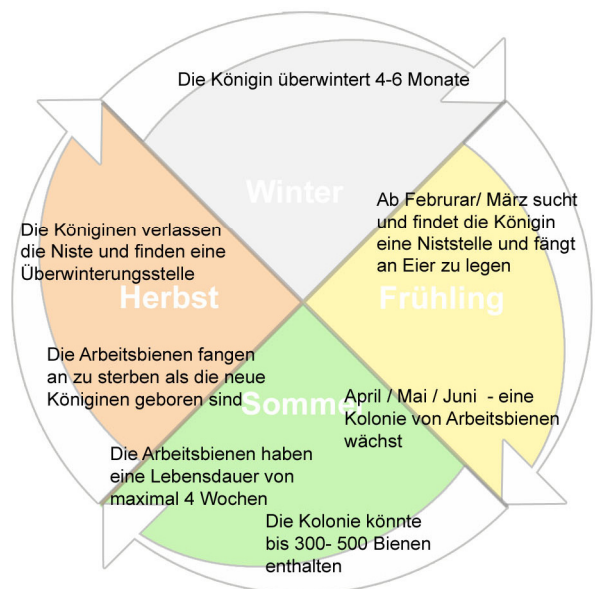 Die Königin überwintert 4-6 Monate
Winter
Ab Februrar/ März sucht
und findet die Königin
eine Niststelle und fängt
an Eier zu legen
Frühling
April / Mai / Juni - eine
Kolonie von Arbeitsbienen
wächst
Sommer
Die Kolonie könnte
bis 300- 500 Bienen
enthalten
Die Arbeitsbienen haben
eine Lebensdauer von
maximal 4 Wochen
Die Arbeitsbienen fangen
an zu sterben als die neue
Königinen geboren sind
Herbst
Die Königinen verlassen
die Niste und finden eine
Überwinterungsstelle